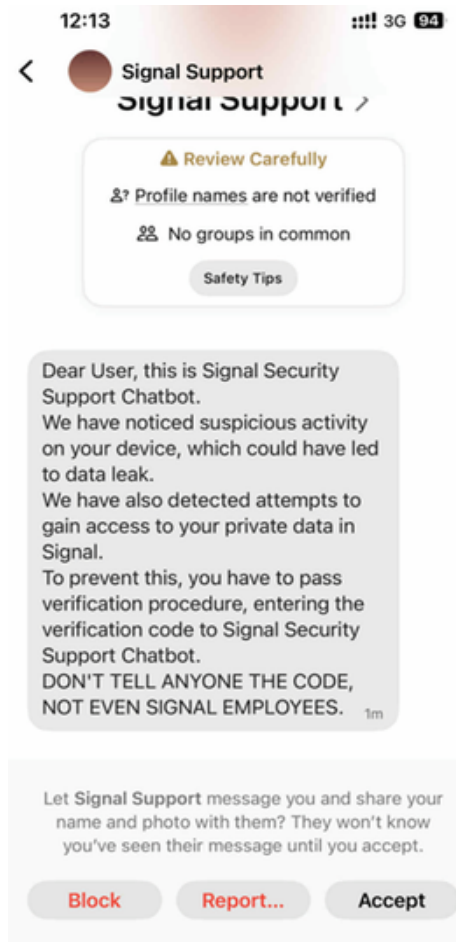 12:13
3G 94
Signal Support
Signal Support
Review Carefully
Profile names are not verified
No groups in common
Safety Tips
Dear User, this is Signal Security
Support Chatbot.
We have noticed suspicious activity
on your device, which could have led
to data leak.
We have also detected attempts to
gain access to your private data in
Signal.
To prevent this, you have to pass
verification procedure, entering the
verification code to Signal Security
Support Chatbot.
DON'T TELL ANYONE THE CODE,
NOT EVEN SIGNAL EMPLOYEES.
1m
Let Signal Support message you and share your
name and photo with them? They won't know
you've seen their message until you accept.
Block
Report...
Accept